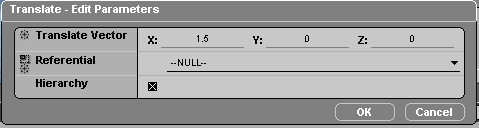 Translate - Edit Parameters
Translate Vector X: 1.5 Y: 0 Z: 0
Referential --NULL--
Hierarchy
OK Cancel